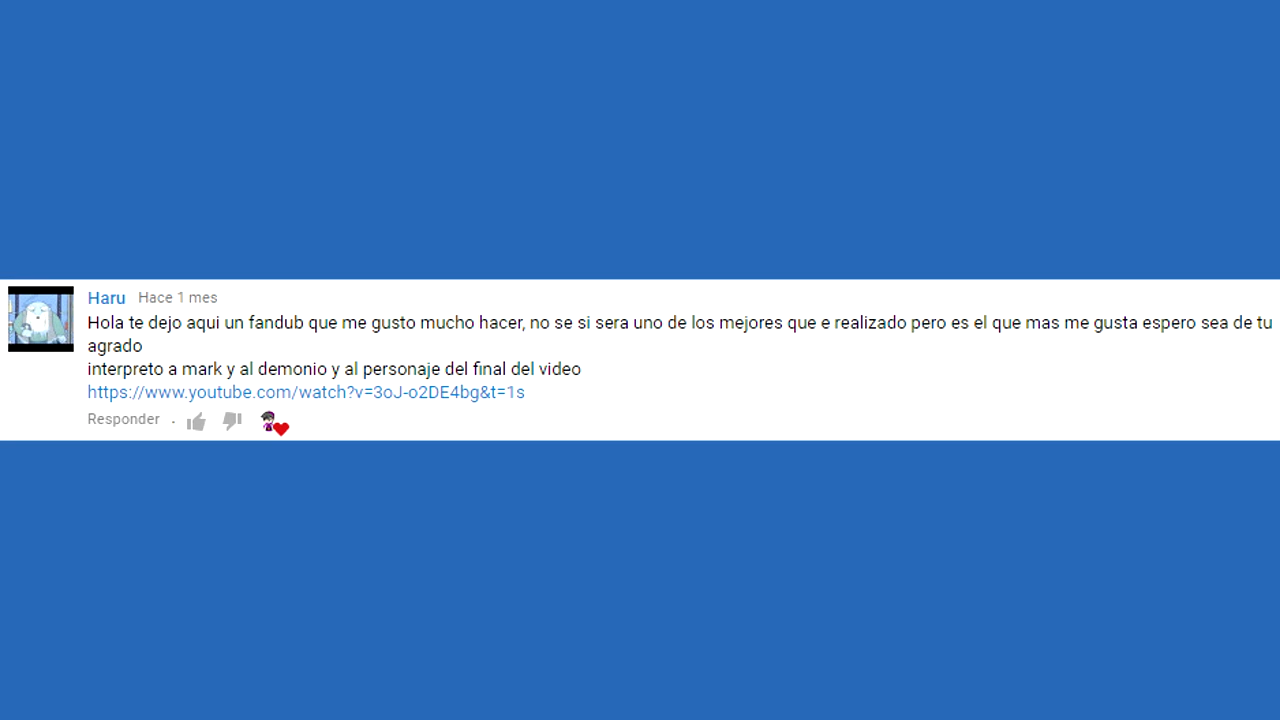 Haru Hace 1 mes
Hola te dejo aqui un fandub que me gusto mucho hacer, no se si sera uno de los mejores que e realizado pero es el que mas me gusta espero sea de tu
agrado
interpreto a mark y al demonio y al personaje del final del video
https://www.youtube.com/watch?v=3oJ-o2DE4bg&t=1s
Responder .